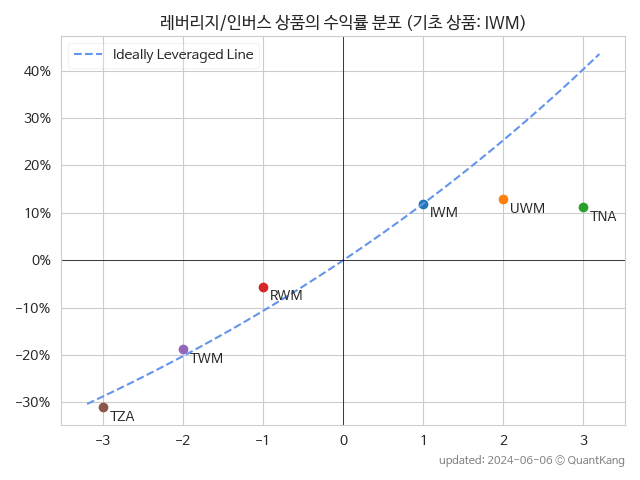 레버리지/인버스 상품의 수익률 분포 (기초 상품: IWM)
Ideally Leveraged Line
40%
30%
20%
10%
0%
−10%
−20%
−30%
IWM
UWM
TNA
RWM
TWM
TZA
−3
−2
−1
0
1
2
3
updated: 2024-06-06 © QuantKang